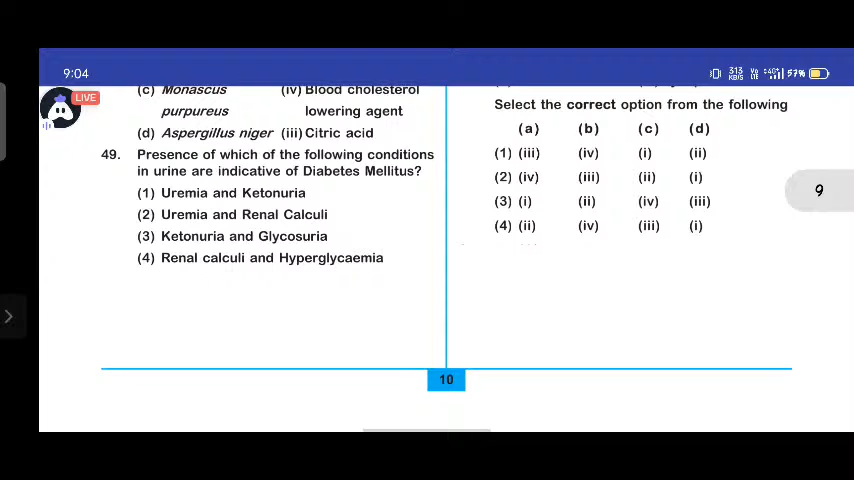 9:04
313 KB/S
57%
LIVE
(c) Monascus (iv) Blood cholesterol
purpureus lowering agent
(d) Aspergillus niger (iii) Citric acid
49. Presence of which of the following conditions
in urine are indicative of Diabetes Mellitus?
(1) Uremia and Ketonuria
(2) Uremia and Renal Calculi
(3) Ketonuria and Glycosuria
(4) Renal calculi and Hyperglycaemia
Select the correct option from the following
(a) (b) (c) (d)
(1) (iii) (iv) (i) (ii)
(2) (iv) (iii) (ii) (i)
(3) (i) (ii) (iv) (iii)
(4) (ii) (iv) (iii) (i)
9
10